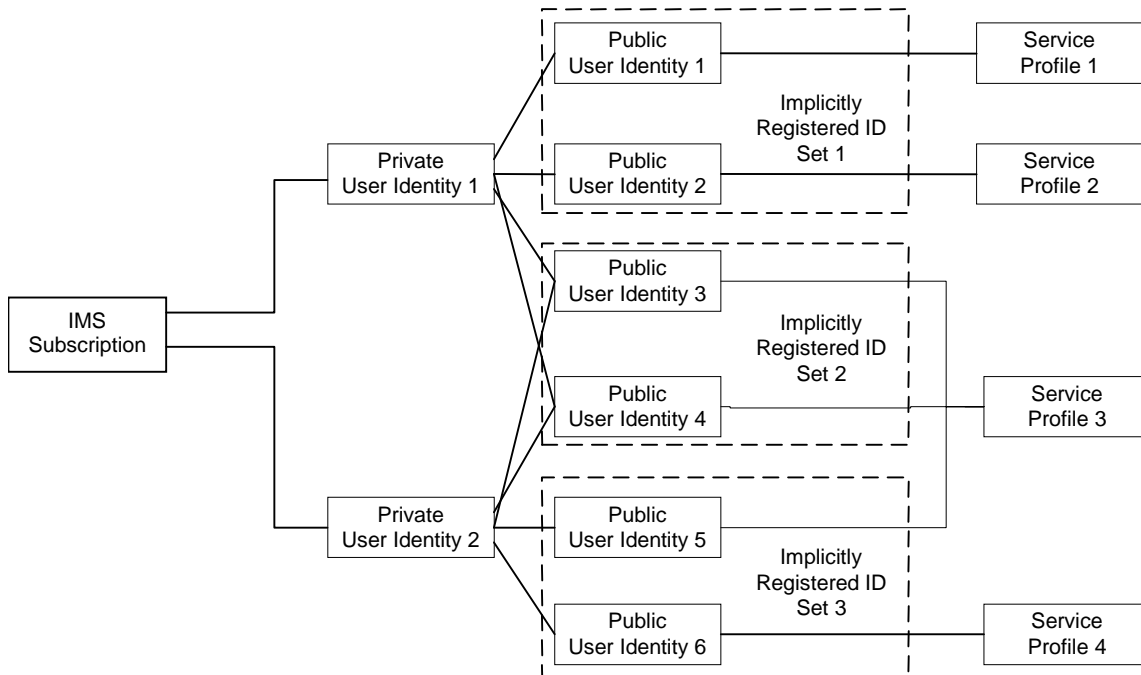 Public
User Identity 1
Service
Profile 1
Implicitly
Registered ID
Set 1
Private
User Identity 1
Public
User Identity 2
Service
Profile 2
Public
User Identity 3
IMS
Subscription
Implicitly
Registered ID
Set 2
Public
User Identity 4
Service
Profile 3
Private
User Identity 2
Public
User Identity 5
Implicitly
Registered ID
Set 3
Public
User Identity 6
Service
Profile 4